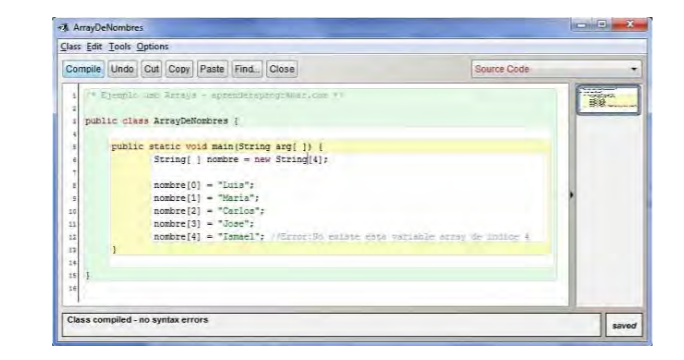 ArrayDeNombres
Class Edit Tools Options
Compile Undo Cut Copy Paste Find... Close Source Code
1 /* Ejemplo uso Arrays - aprenderaprogramar.com */
2
3 public class ArrayDeNombres {
4
5 public static void main(String arg[ ]) {
6 String[ ] nombre = new String[4];
7
8 nombre[0] = "Luis";
9 nombre[1] = "Maria";
10 nombre[2] = "Carlos";
11 nombre[3] = "Jose";
12 nombre[4] = "Ismael"; //Error:No existe esta variable array de indice 4
13 }
14
15 }
16
Class compiled - no syntax errors
saved